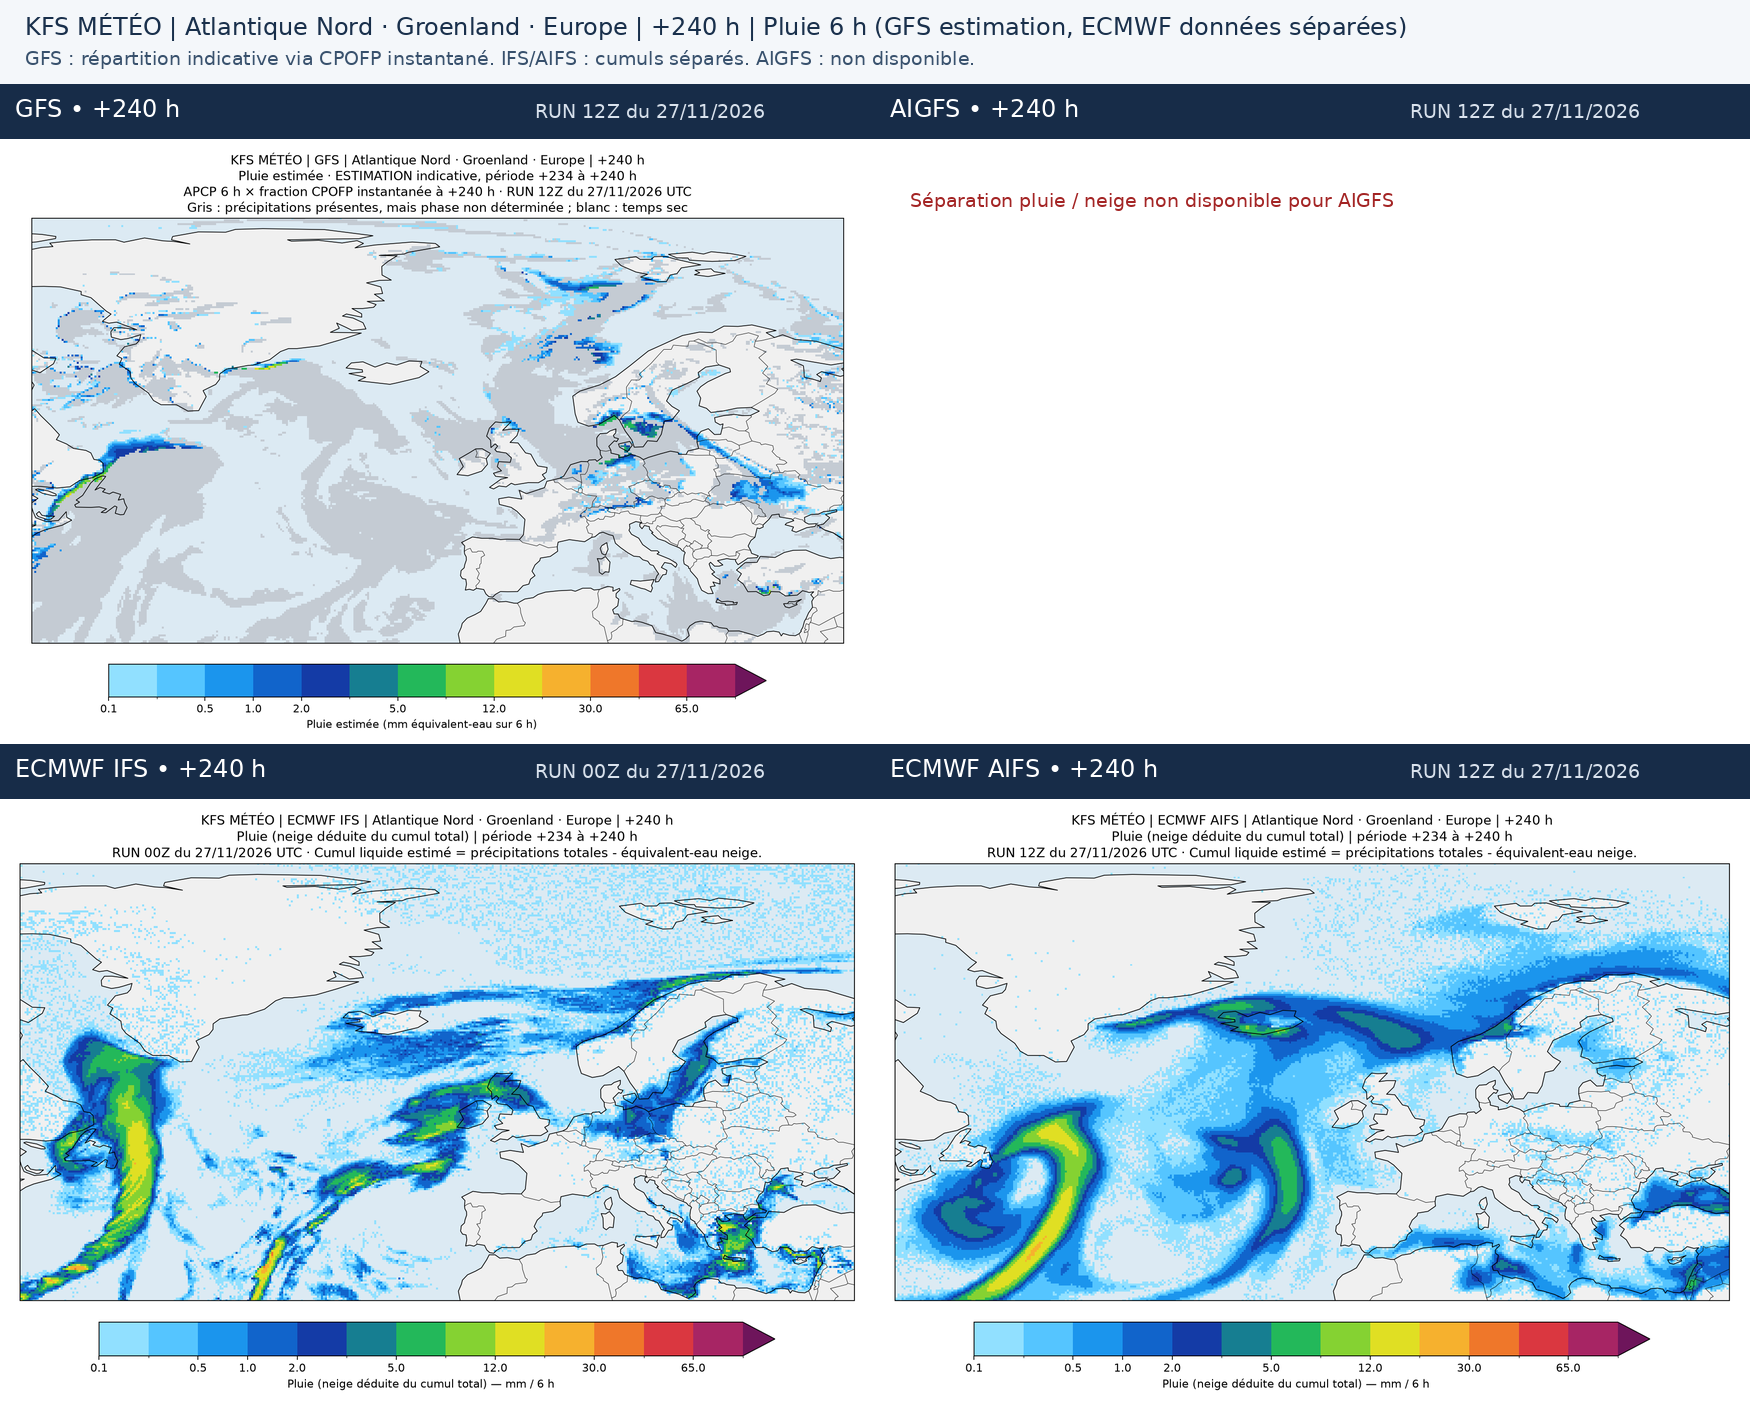 KFS MÉTÉO | Atlantique Nord · Groenland · Europe | +240 h | Pluie 6 h (GFS estimation, ECMWF données séparées)
GFS : répartition indicative via CPOFP instantané. IFS/AIFS : cumuls séparés. AIGFS : non disponible.
GFS • +240 h
RUN 12Z du 27/11/2026
AIGFS • +240 h
RUN 12Z du 27/11/2026
KFS MÉTÉO | GFS | Atlantique Nord · Groenland · Europe | +240 h
Pluie estimée · ESTIMATION indicative, période +234 à +240 h
APCP 6 h × fraction CPOFP instantanée à +240 h · RUN 12Z du 27/11/2026 UTC
Gris : précipitations présentes, mais phase non déterminée ; blanc : temps sec
Séparation pluie / neige non disponible pour AIGFS
0.1 0.5 1.0 2.0 5.0 12.0 30.0 65.0
Pluie estimée (mm équivalent-eau sur 6 h)
ECMWF IFS • +240 h
RUN 00Z du 27/11/2026
ECMWF AIFS • +240 h
RUN 12Z du 27/11/2026
KFS MÉTÉO | ECMWF IFS | Atlantique Nord · Groenland · Europe | +240 h
Pluie (neige déduite du cumul total) | période +234 à +240 h
RUN 00Z du 27/11/2026 UTC · Cumul liquide estimé = précipitations totales - équivalent-eau neige.
0.1 0.5 1.0 2.0 5.0 12.0 30.0 65.0
Pluie (neige déduite du cumul total) — mm / 6 h
KFS MÉTÉO | ECMWF AIFS | Atlantique Nord · Groenland · Europe | +240 h
Pluie (neige déduite du cumul total) | période +234 à +240 h
RUN 12Z du 27/11/2026 UTC · Cumul liquide estimé = précipitations totales - équivalent-eau neige.
0.1 0.5 1.0 2.0 5.0 12.0 30.0 65.0
Pluie (neige déduite du cumul total) — mm / 6 h